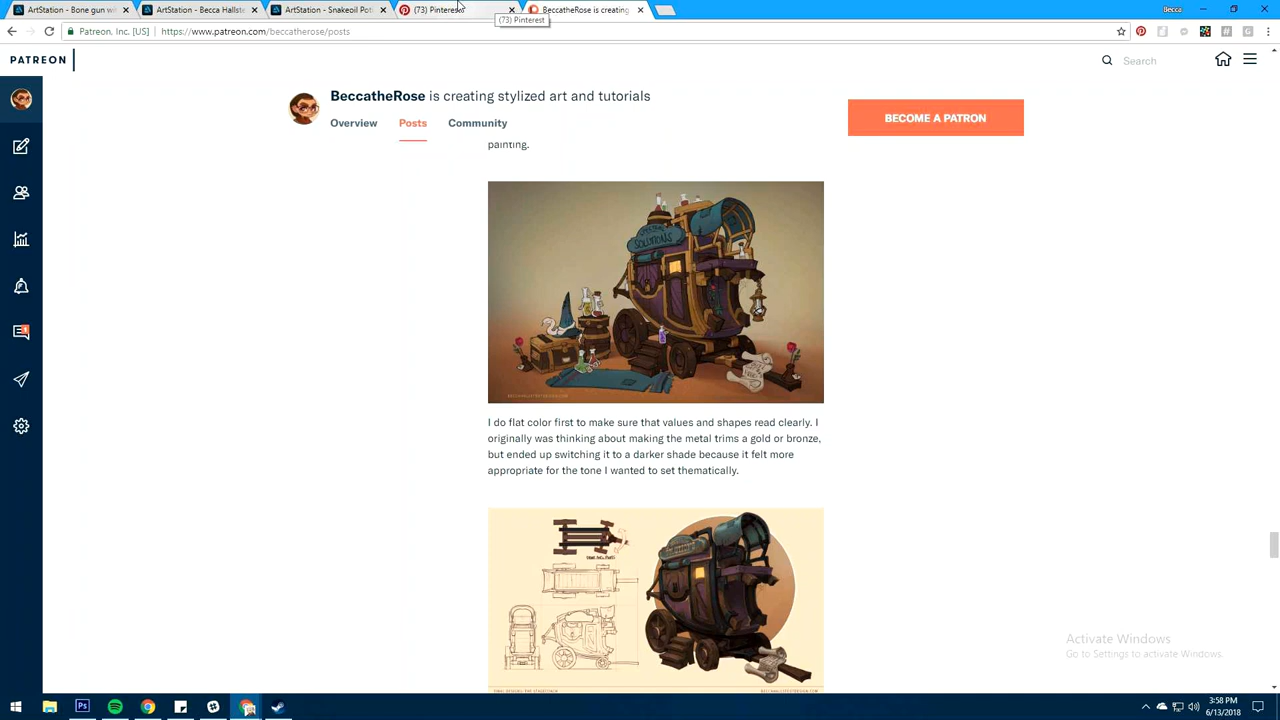 ArtStation - Bone gun wi
ArtStation - Becca Hallste
ArtStation - Snakeoil Poti
(73) Pinterest
BeccatheRose is creating
Becca
(73) Pinterest
Patreon, Inc. [US]
https://www.patreon.com/beccatherose/posts
PATREON
Search
BeccatheRose is creating stylized art and tutorials
BECOME A PATRON
Overview
Posts
Community
painting.
SOLUTIONS
I do flat color first to make sure that values and shapes read clearly. I
originally was thinking about making the metal trims a gold or bronze,
but ended up switching it to a darker shade because it felt more
appropriate for the tone I wanted to set thematically.
Activate Windows
Go to Settings to activate Windows.
3:58 PM
6/13/2018